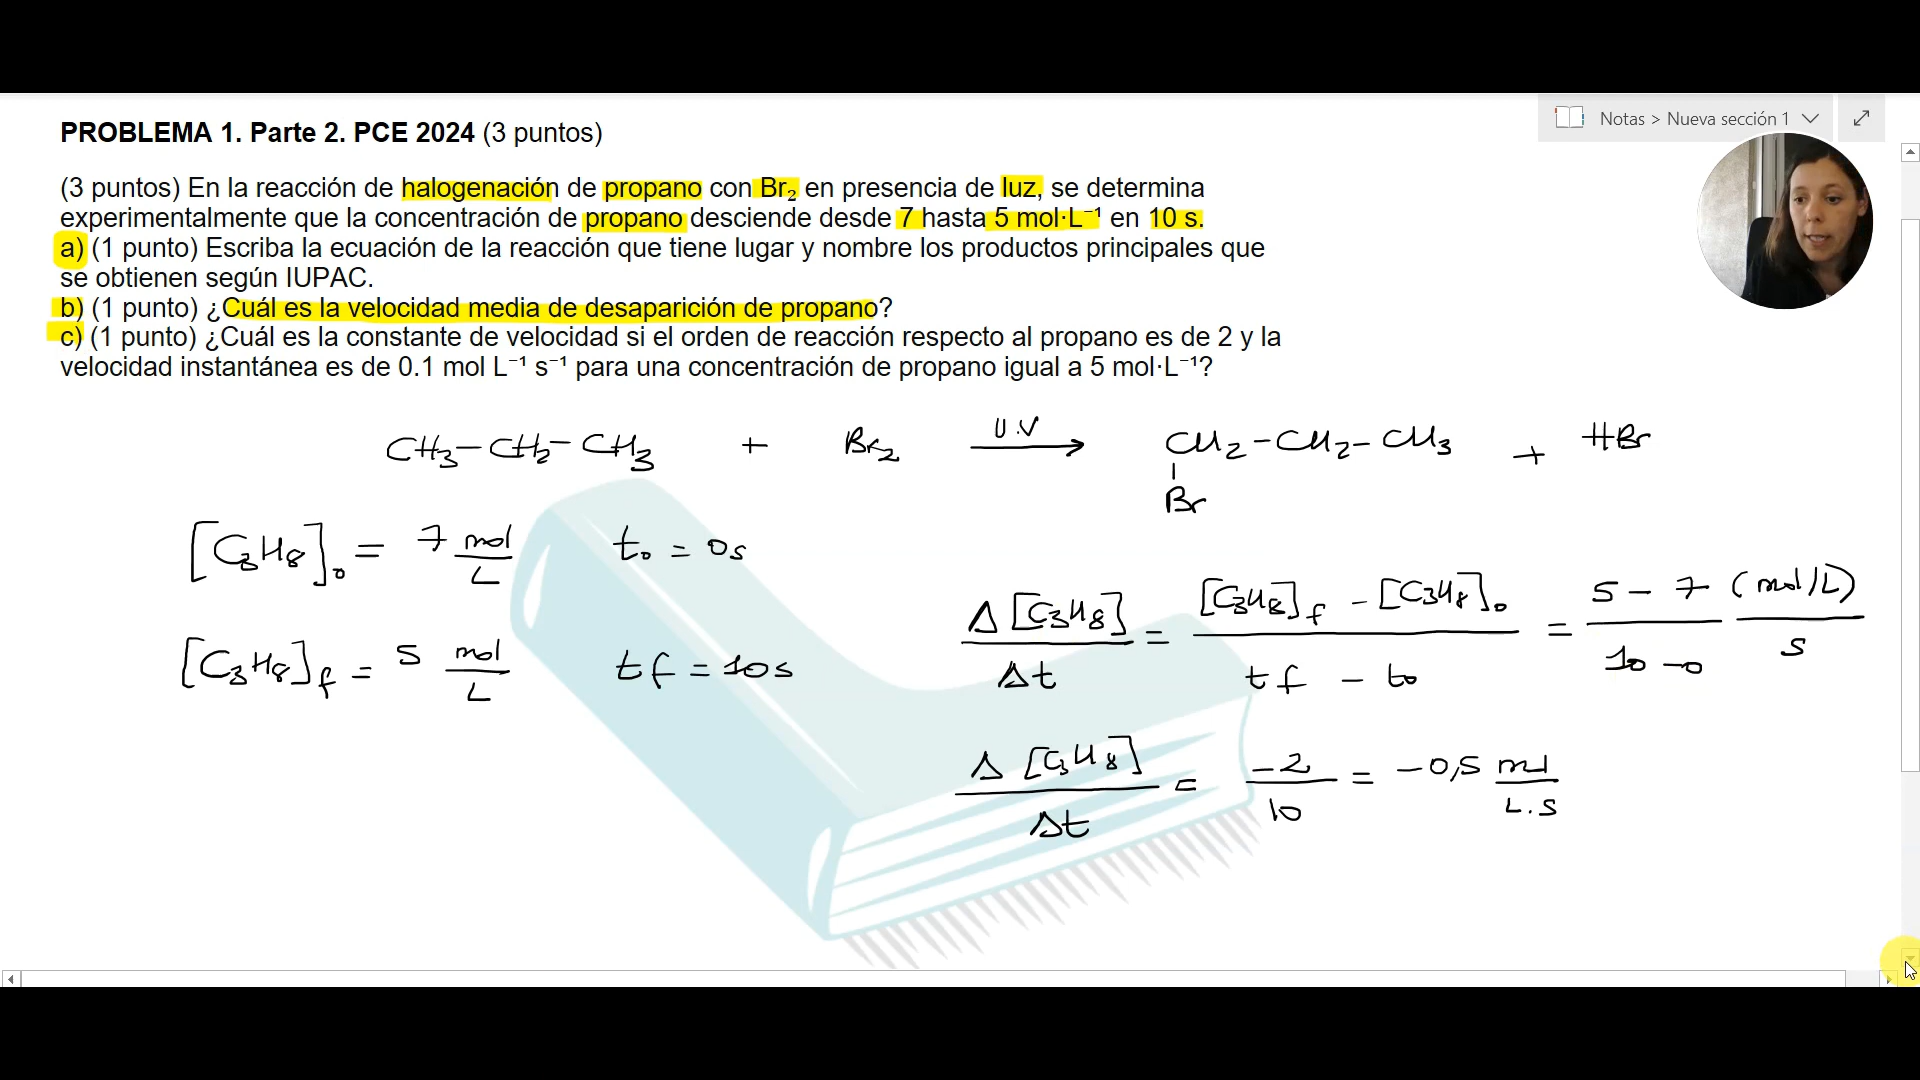 PROBLEMA 1. Parte 2. PCE 2024 (3 puntos)
Notas > Nueva sección 1
(3 puntos) En la reacción de halogenación de propano con Br₂ en presencia de luz, se determina
experimentalmente que la concentración de propano desciende desde 7 hasta 5 mol·L⁻¹ en 10 s.
a) (1 punto) Escriba la ecuación de la reacción que tiene lugar y nombre los productos principales que
se obtienen según IUPAC.
b) (1 punto) ¿Cuál es la velocidad media de desaparición de propano?
c) (1 punto) ¿Cuál es la constante de velocidad si el orden de reacción respecto al propano es de 2 y la
velocidad instantánea es de 0.1 mol L⁻¹ s⁻¹ para una concentración de propano igual a 5 mol·L⁻¹?
CH₃-CH₂-CH₃ + Br₂ U.V → CH₂-CH₂-CH₃ + HBr
Br
[C₃H₈]₀ = 7 mol/L t₀ = 0s
[C₃H₈]f = 5 mol/L tf = 10s
Δ[C₃H₈]/Δt = [C₃H₈]f - [C₃H₈]₀ / tf - t₀ = 5 - 7 / 10 - 0 (mol/L)/s
Δ[C₃H₈]/Δt = -2/10 = -0,5 mol/L.s